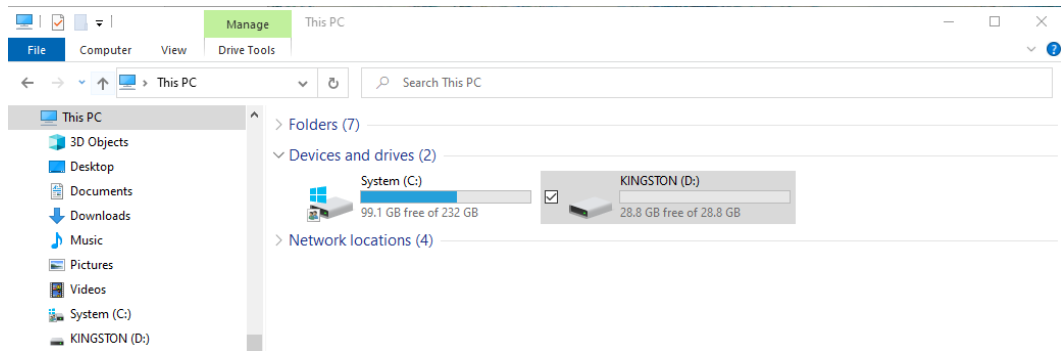 Manage
This PC
File
Computer
View
Drive Tools
This PC
Search This PC
This PC
3D Objects
Desktop
Documents
Downloads
Music
Pictures
Videos
System (C:)
KINGSTON (D:)
Folders (7)
Devices and drives (2)
System (C:)
99.1 GB free of 232 GB
KINGSTON (D:)
28.8 GB free of 28.8 GB
Network locations (4)